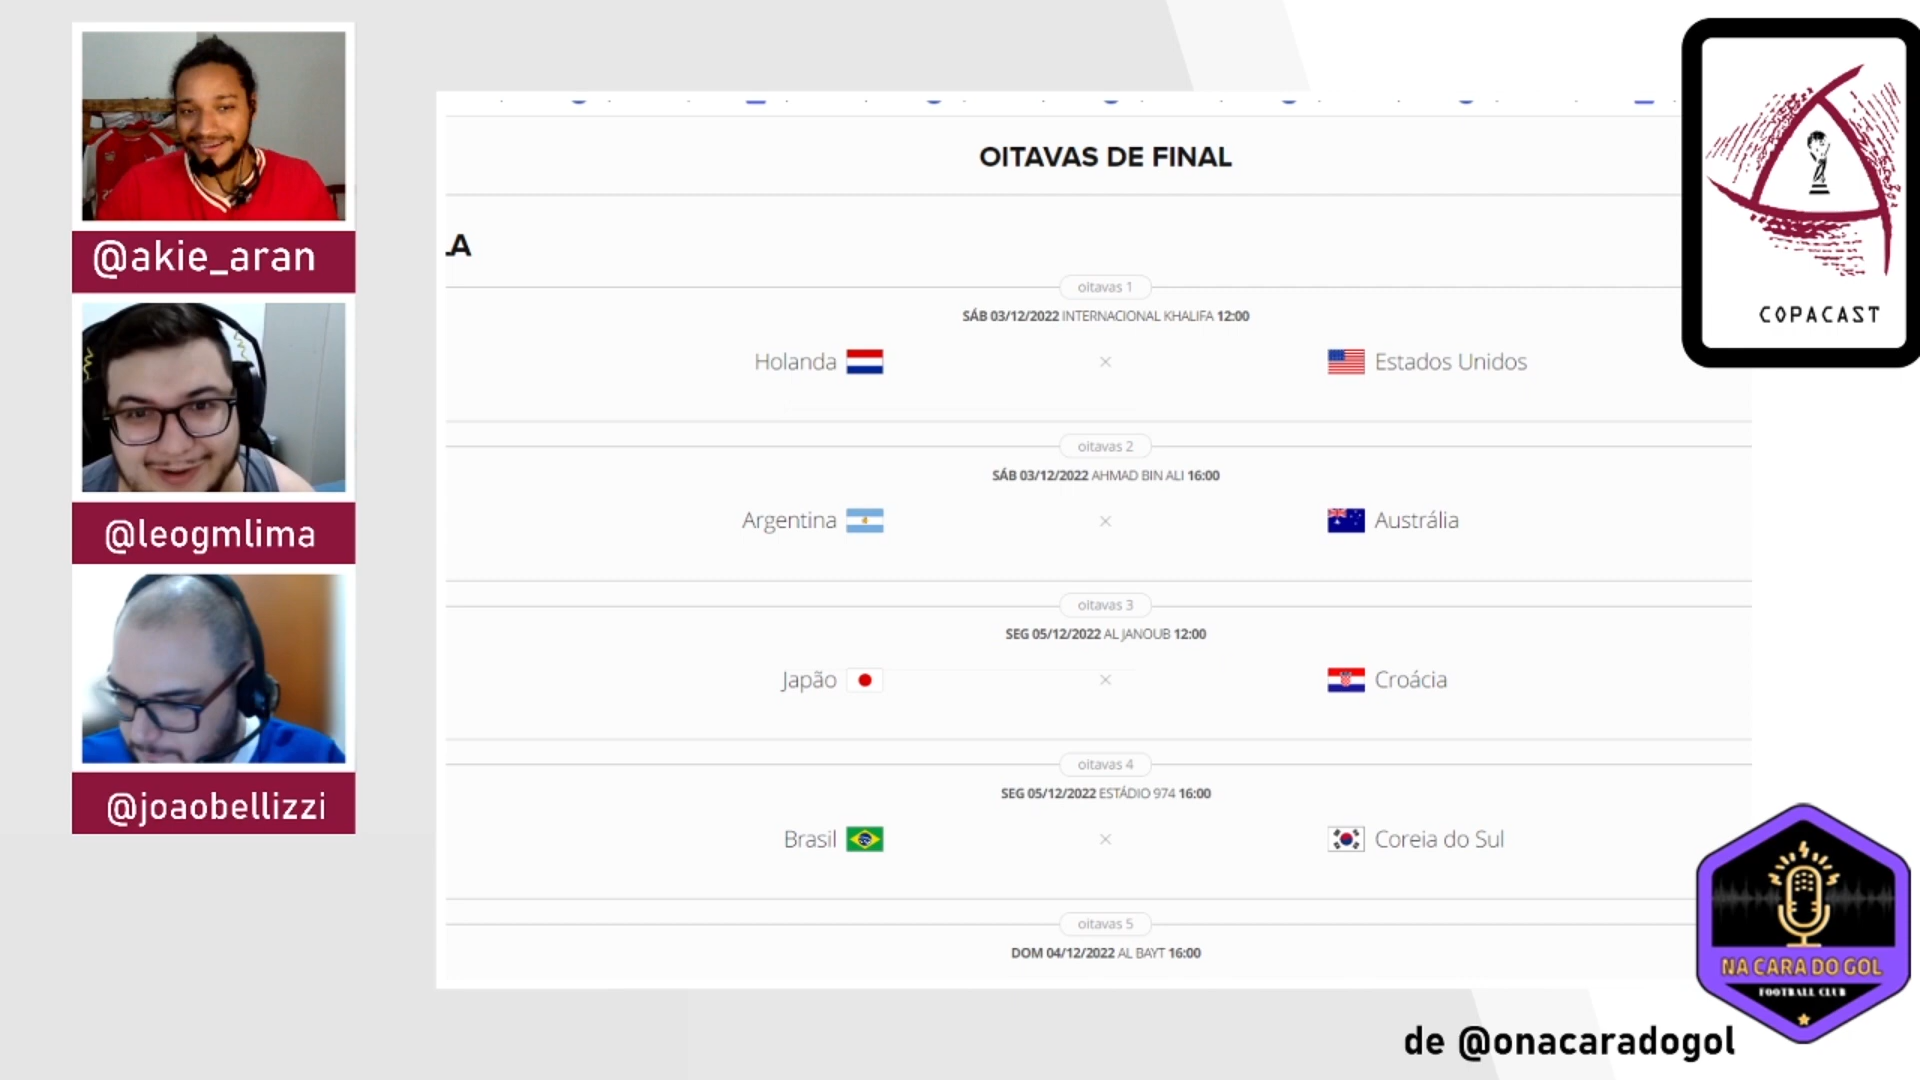 @akie_aran
@leogmlima
@joaobellizzi
OITAVAS DE FINAL
.A
oitavas 1
SÁB 03/12/2022 INTERNACIONAL KHALIFA 12:00
Holanda × Estados Unidos
oitavas 2
SÁB 03/12/2022 AHMAD BIN ALI 16:00
Argentina × Austrália
oitavas 3
SEG 05/12/2022 AL JANOUB 12:00
Japão × Croácia
oitavas 4
SEG 05/12/2022 ESTÁDIO 974 16:00
Brasil × Coreia do Sul
oitavas 5
DOM 04/12/2022 AL BAYT 16:00
COPACAST
NA CARA DO GOL
FOOTBALL CLUB
de @onacaradogol